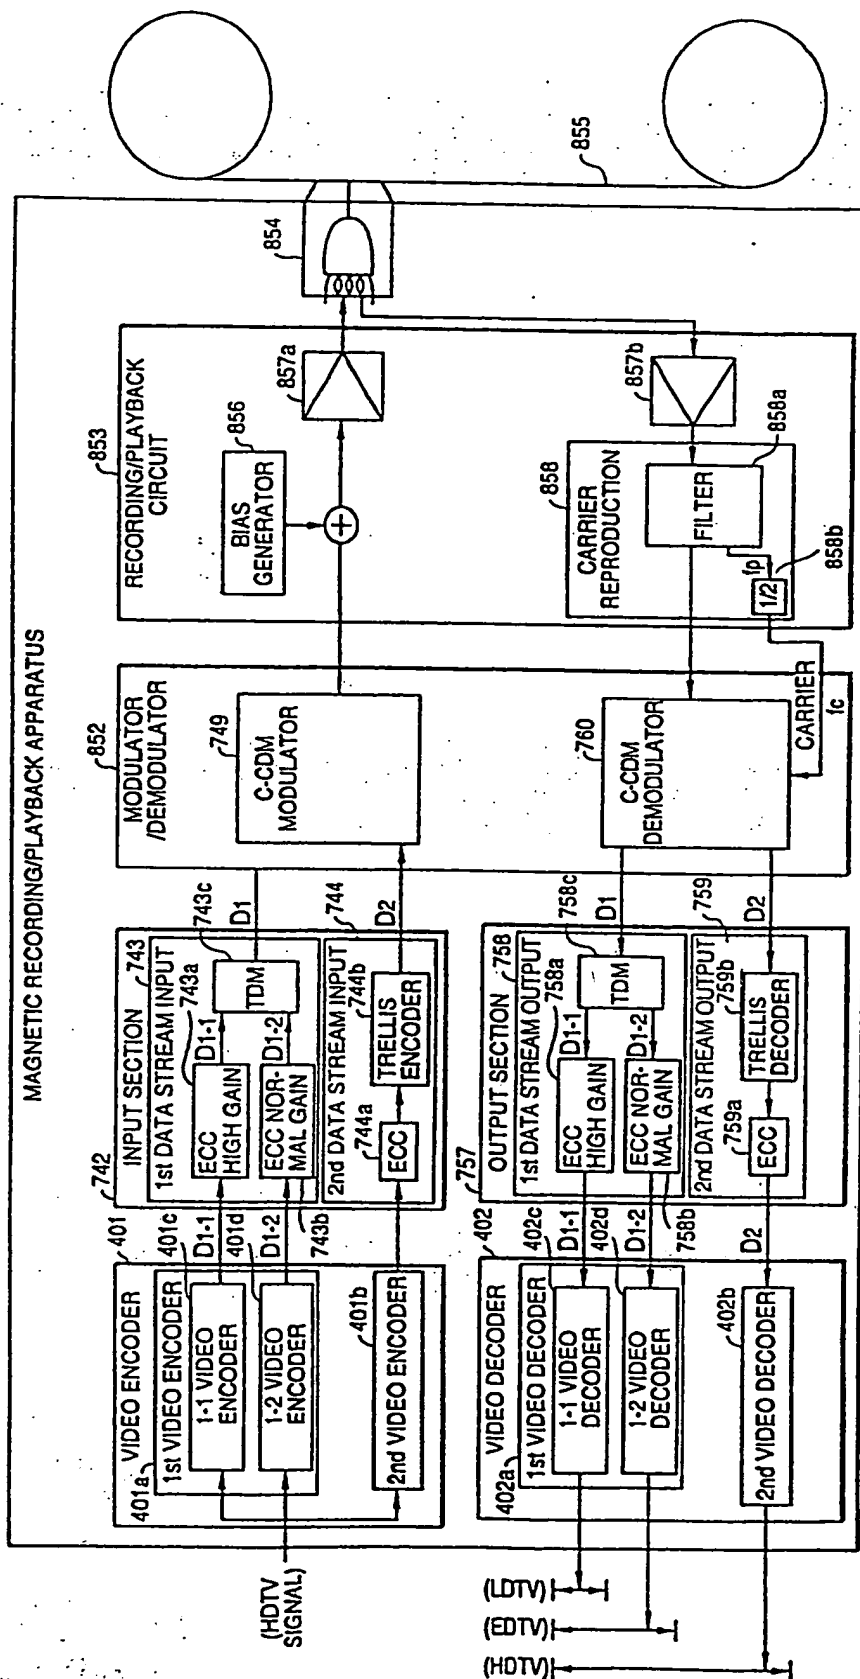 MAGNETIC RECORDING/PLAYBACK APPARATUS
(HDTV
SIGNAL)
401
VIDEO ENCODER
401a
1st VIDEO ENCODER
401c
1-1 VIDEO
ENCODER
401d
1-2 VIDEO
ENCODER
401b
2nd VIDEO ENCODER
D1-1
D1-2
742
INPUT SECTION
743
1st DATA STREAM INPUT
743a
ECC
HIGH GAIN
ECC NOR-
MAL GAIN
743b
D1-1
D1-2
743c
TDM
744
2nd DATA STREAM INPUT
744a
ECC
744b
TRELLIS
ENCODER
D1
D2
852
MODULATOR
/DEMODULATOR
749
C-CDM
MODULATOR
760
C-CDM
DEMODULATOR
CARRIER
fc
853
RECORDING/PLAYBACK
CIRCUIT
856
BIAS
GENERATOR
+
857a
857b
858
CARRIER
REPRODUCTION
858a
FILTER
fp
1/2
858b
854
855
757
OUTPUT SECTION
758
1st DATA STREAM OUTPUT
758a
ECC
HIGH GAIN
ECC NOR-
MAL GAIN
758b
D1-1
D1-2
758c
TDM
D1
759
2nd DATA STREAM OUTPUT
759a
ECC
759b
TRELLIS
DECODER
D2
402
VIDEO DECODER
402a
1st VIDEO DECODER
402c
1-1 VIDEO
DECODER
402d
1-2 VIDEO
DECODER
402b
2nd VIDEO DECODER
D1-1
D1-2
D2
(LDTV)
(EDTV)
(HDTV)